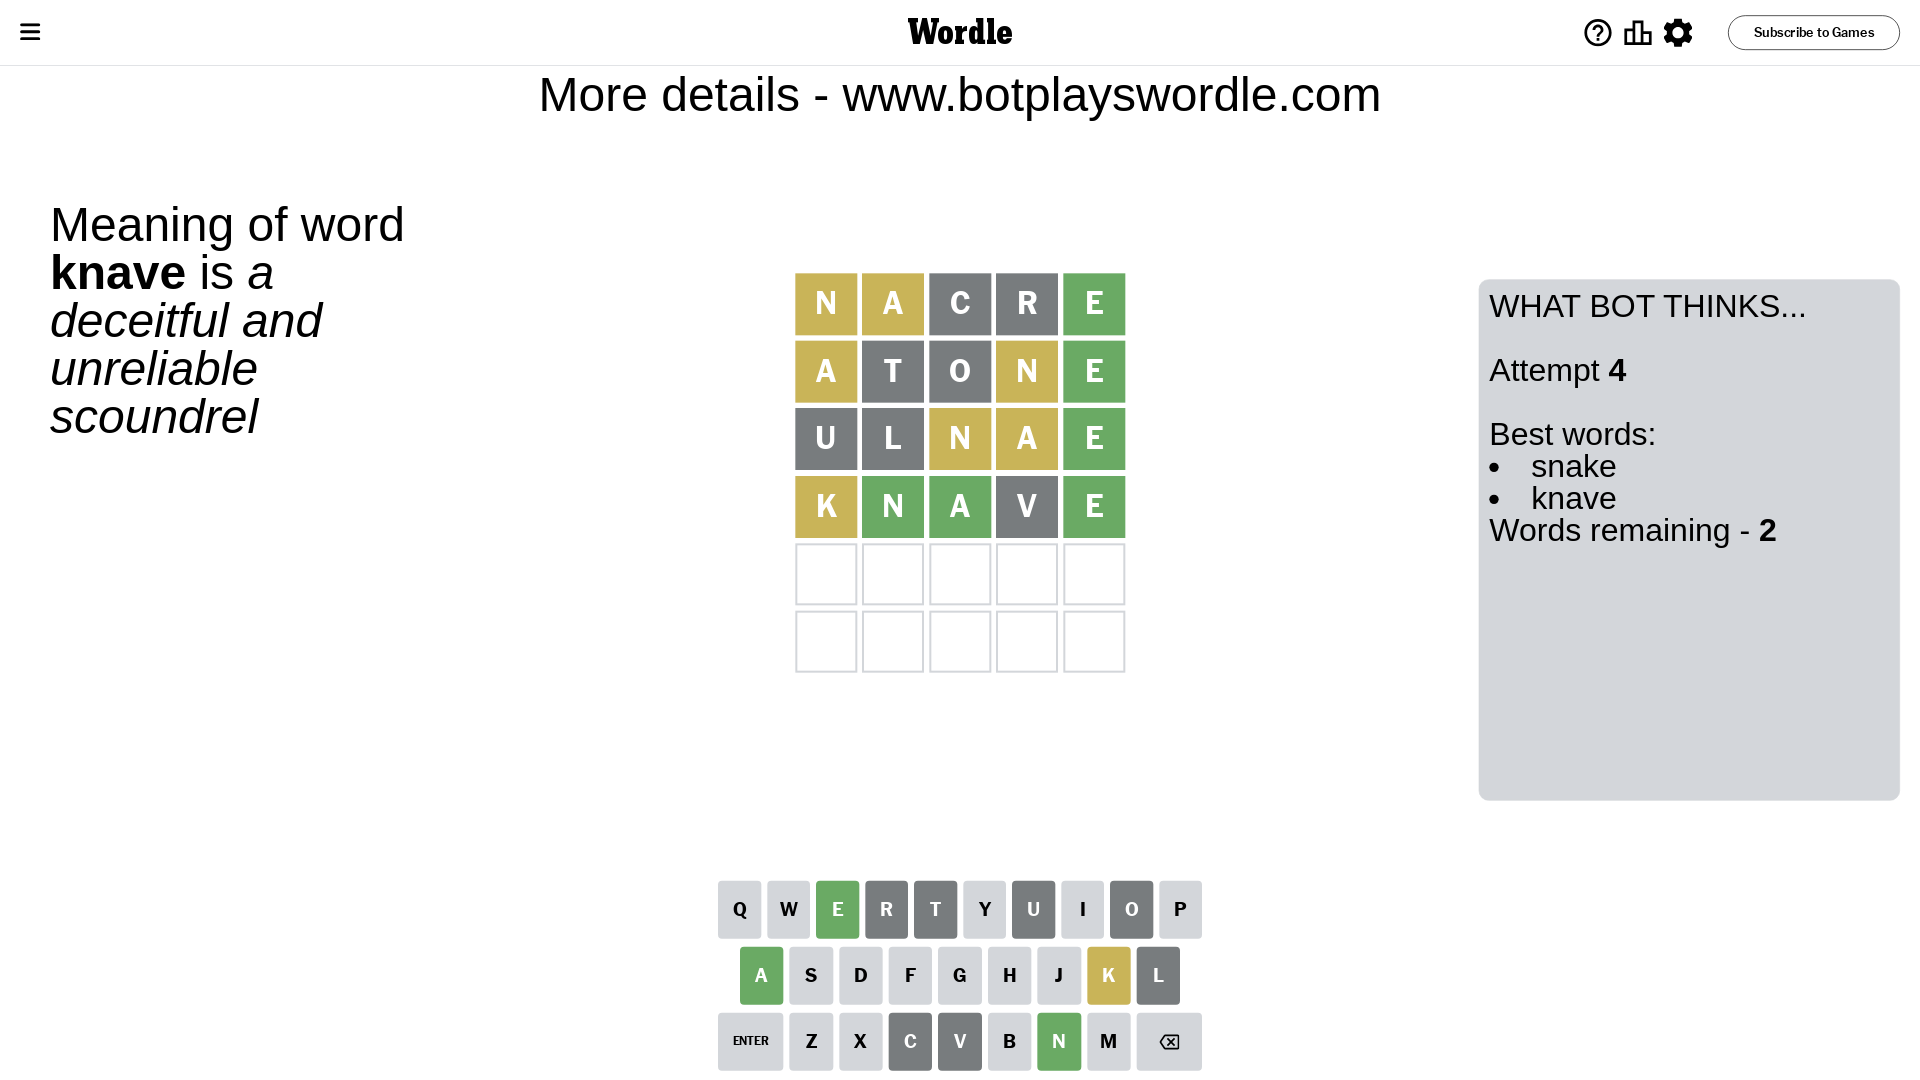 Wordle
Subscribe to Games
More details - www.botplayswordle.com
Meaning of word
knave is a
deceitful and
unreliable
scoundrel
N A C R E
A T O N E
U L N A E
K N A V E
WHAT BOT THINKS...
Attempt 4
Best words:
• snake
• knave
Words remaining - 2
Q W E R T Y U I O P
A S D F G H J K L
ENTER Z X C V B N M